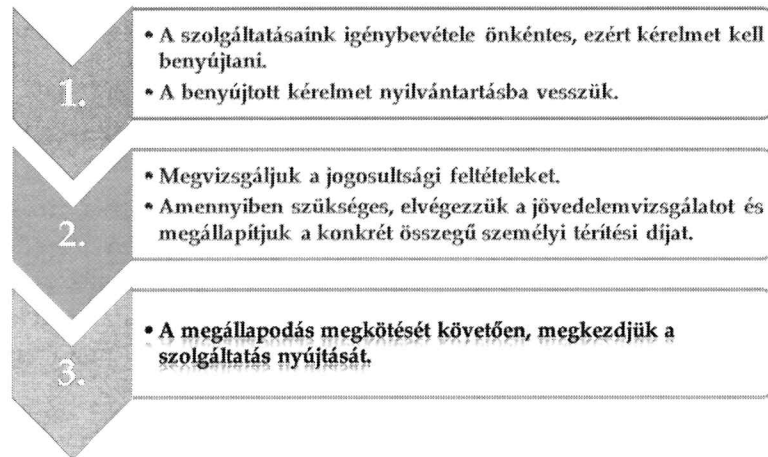 1.
• A szolgáltatásaink igénybevétele önkéntes, ezért kérelmet kell
benyújtani.
• A benyújtott kérelmet nyilvántartásba vesszük.
2.
• Megvizsgáljuk a jogosultsági feltételeket.
• Amennyiben szükséges, elvégezzük a jövedelemvizsgálatot és
megállapítjuk a konkrét összegű személyi térítési díjat.
3.
• A megállapodás megkötését követően, megkezdjük a
szolgáltatás nyújtását.